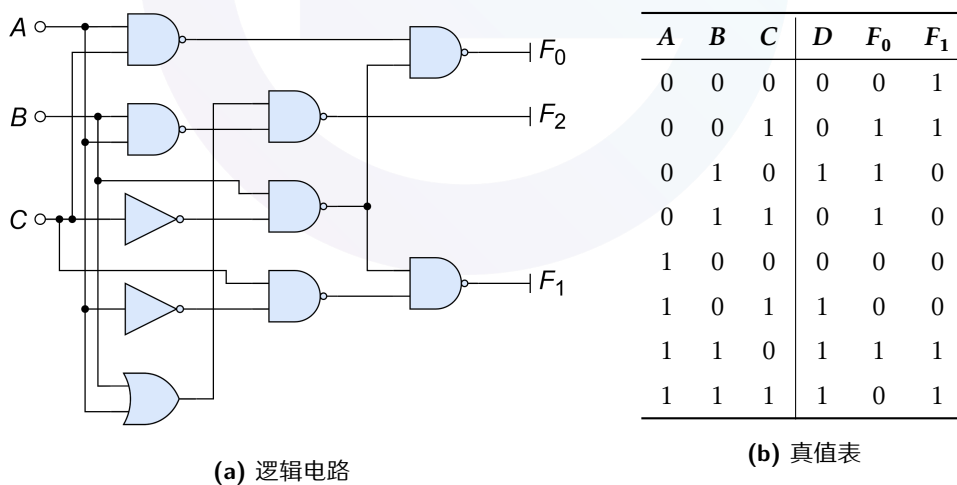 A
B
C
F0
F2
F1
(a) 逻辑电路
A B C D F0 F1
0 0 0 0 0 1
0 0 1 0 1 1
0 1 0 1 1 0
0 1 1 0 1 0
1 0 0 0 0 0
1 0 1 1 0 0
1 1 0 1 1 1
1 1 1 1 0 1
(b) 真值表